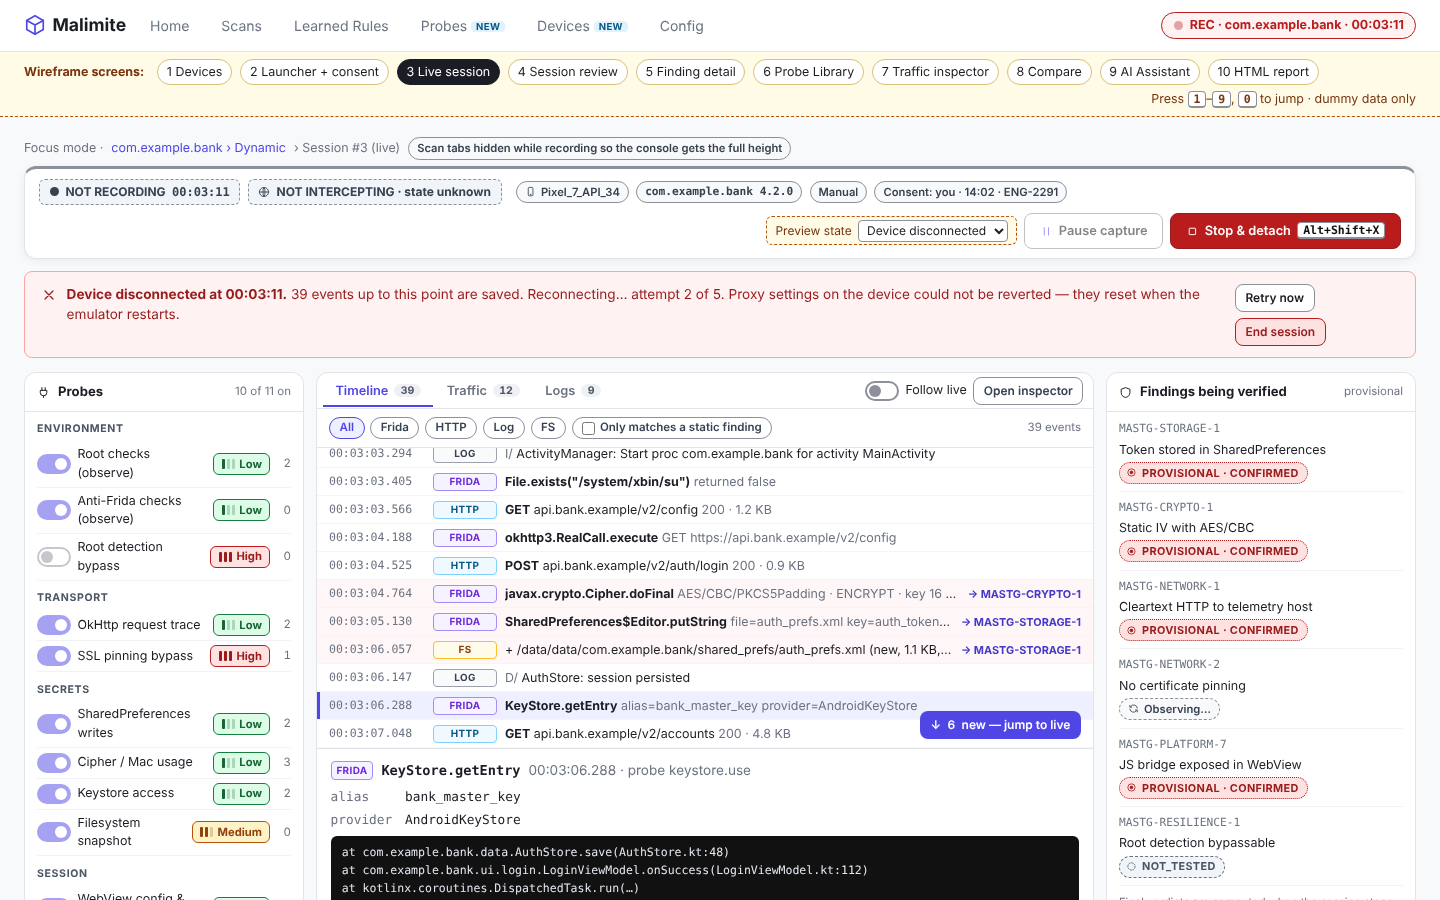 Malimite Home Scans Learned Rules Probes NEW Devices NEW Config REC · com.example.bank · 00:03:11
Wireframe screens: 1 Devices 2 Launcher + consent 3 Live session 4 Session review 5 Finding detail 6 Probe Library 7 Traffic inspector 8 Compare 9 AI Assistant 10 HTML report
Press 1–9, 0 to jump · dummy data only
Focus mode · com.example.bank › Dynamic › Session #3 (live) Scan tabs hidden while recording so the console gets the full height
NOT RECORDING 00:03:11 NOT INTERCEPTING · state unknown Pixel_7_API_34 com.example.bank 4.2.0 Manual Consent: you · 14:02 · ENG-2291
Preview state Device disconnected Pause capture Stop & detach Alt+Shift+X
Device disconnected at 00:03:11. 39 events up to this point are saved. Reconnecting... attempt 2 of 5. Proxy settings on the device could not be reverted — they reset when the
emulator restarts.
Retry now
End session
Probes 10 of 11 on
ENVIRONMENT
Root checks
(observe) Low 2
Anti-Frida checks
(observe) Low 0
Root detection
bypass High 0
TRANSPORT
OkHttp request trace Low 2
SSL pinning bypass High 1
SECRETS
SharedPreferences
writes Low 2
Cipher / Mac usage Low 3
Keystore access Low 2
Filesystem
snapshot Medium 0
SESSION
WebView config &
Timeline 39 Traffic 12 Logs 9 Follow live Open inspector
All Frida HTTP Log FS Only matches a static finding 39 events
00:03:03.294 LOG I/ ActivityManager: Start proc com.example.bank for activity MainActivity
00:03:03.405 FRIDA File.exists("/system/xbin/su") returned false
00:03:03.566 HTTP GET api.bank.example/v2/config 200 · 1.2 KB
00:03:04.188 FRIDA okhttp3.RealCall.execute GET https://api.bank.example/v2/config
00:03:04.525 HTTP POST api.bank.example/v2/auth/login 200 · 0.9 KB
00:03:04.764 FRIDA javax.crypto.Cipher.doFinal AES/CBC/PKCS5Padding · ENCRYPT · key 16 ... → MASTG-CRYPTO-1
00:03:05.130 FRIDA SharedPreferences$Editor.putString file=auth_prefs.xml key=auth_token... → MASTG-STORAGE-1
00:03:06.057 FS + /data/data/com.example.bank/shared_prefs/auth_prefs.xml (new, 1.1 KB,... → MASTG-STORAGE-1
00:03:06.147 LOG D/ AuthStore: session persisted
00:03:06.288 FRIDA KeyStore.getEntry alias=bank_master_key provider=AndroidKeyStore
00:03:07.048 HTTP GET api.bank.example/v2/accounts 200 · 4.8 KB
↓ 6 new — jump to live
FRIDA KeyStore.getEntry 00:03:06.288 · probe keystore.use
alias bank_master_key
provider AndroidKeyStore
at com.example.bank.data.AuthStore.save(AuthStore.kt:48)
at com.example.bank.ui.login.LoginViewModel.onSuccess(LoginViewModel.kt:112)
at kotlinx.coroutines.DispatchedTask.run(…)
Findings being verified provisional
MASTG-STORAGE-1
Token stored in SharedPreferences
PROVISIONAL · CONFIRMED
MASTG-CRYPTO-1
Static IV with AES/CBC
PROVISIONAL · CONFIRMED
MASTG-NETWORK-1
Cleartext HTTP to telemetry host
PROVISIONAL · CONFIRMED
MASTG-NETWORK-2
No certificate pinning
Observing...
MASTG-PLATFORM-7
JS bridge exposed in WebView
PROVISIONAL · CONFIRMED
MASTG-RESILIENCE-1
Root detection bypassable
NOT_TESTED